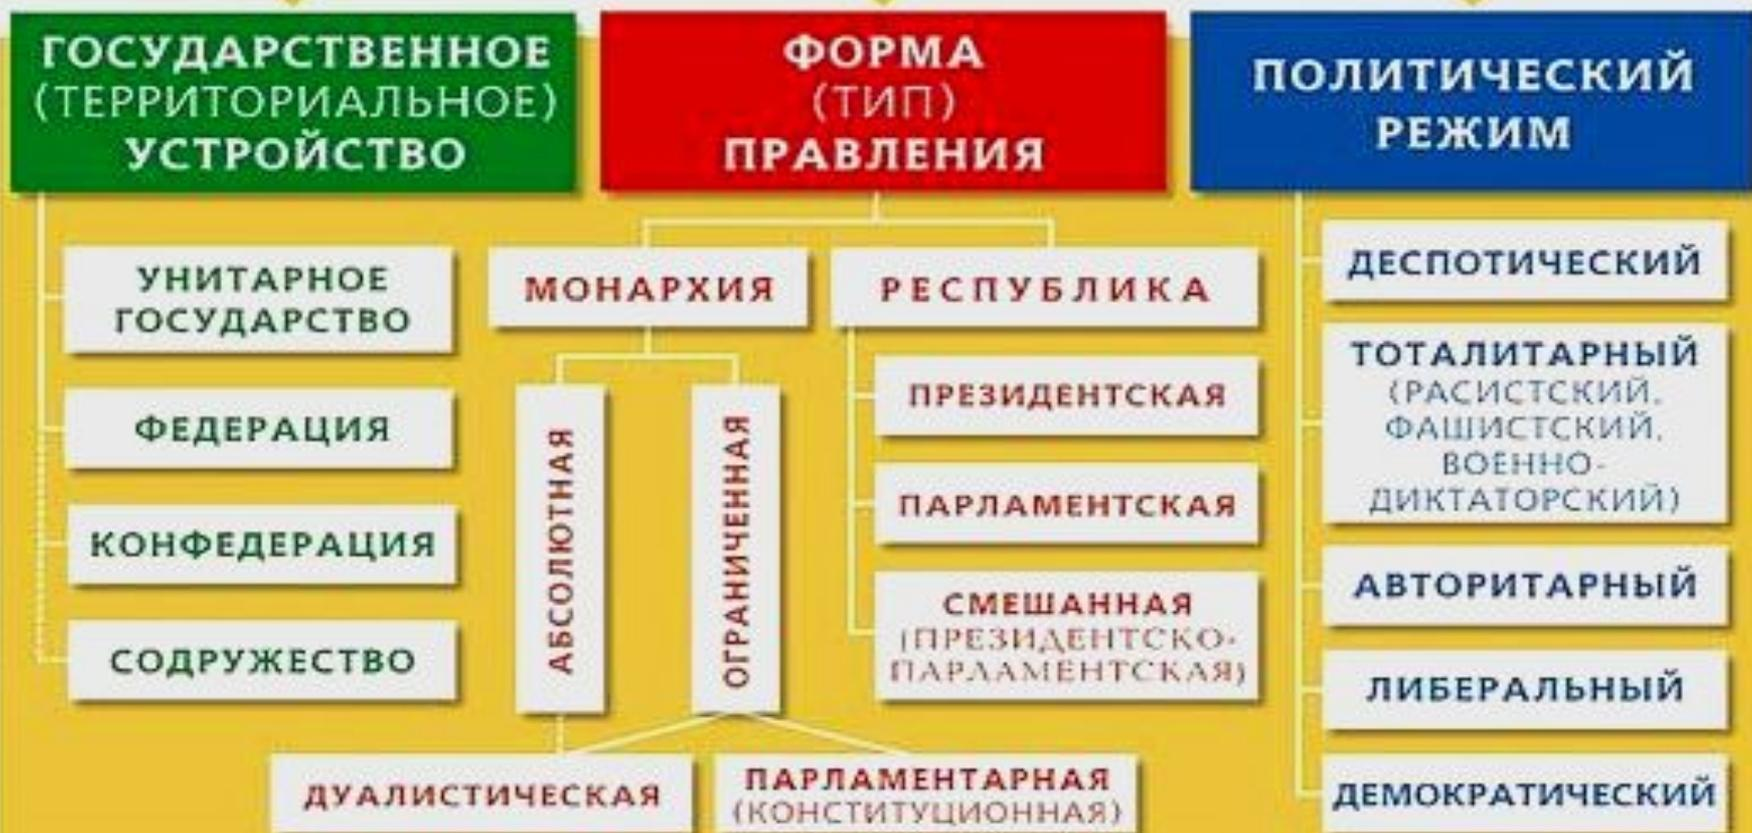 ГОСУДАРСТВЕННОЕ
(ТЕРРИТОРИАЛЬНОЕ)
УСТРОЙСТВО
УНИТАРНОЕ
ГОСУДАРСТВО
ФЕДЕРАЦИЯ
КОНФЕДЕРАЦИЯ
СОДРУЖЕСТВО
ФОРМА
(ТИП)
ПРАВЛЕНИЯ
МОНАРХИЯ
АБСОЛЮТНАЯ
ОГРАНИЧЕННАЯ
ДУАЛИСТИЧЕСКАЯ
ПАРЛАМЕНТАРНАЯ
(КОНСТИТУЦИОННАЯ)
РЕСПУБЛИКА
ПРЕЗИДЕНТСКАЯ
ПАРЛАМЕНТСКАЯ
СМЕШАННАЯ
(ПРЕЗИДЕНТСКО-
ПАРЛАМЕНТСКАЯ)
ПОЛИТИЧЕСКИЙ
РЕЖИМ
ДЕСПОТИЧЕСКИЙ
ТОТАЛИТАРНЫЙ
(РАСИСТСКИЙ,
ФАШИСТСКИЙ,
ВОЕННО-
ДИКТАТОРСКИЙ)
АВТОРИТАРНЫЙ
ЛИБЕРАЛЬНЫЙ
ДЕМОКРАТИЧЕСКИЙ